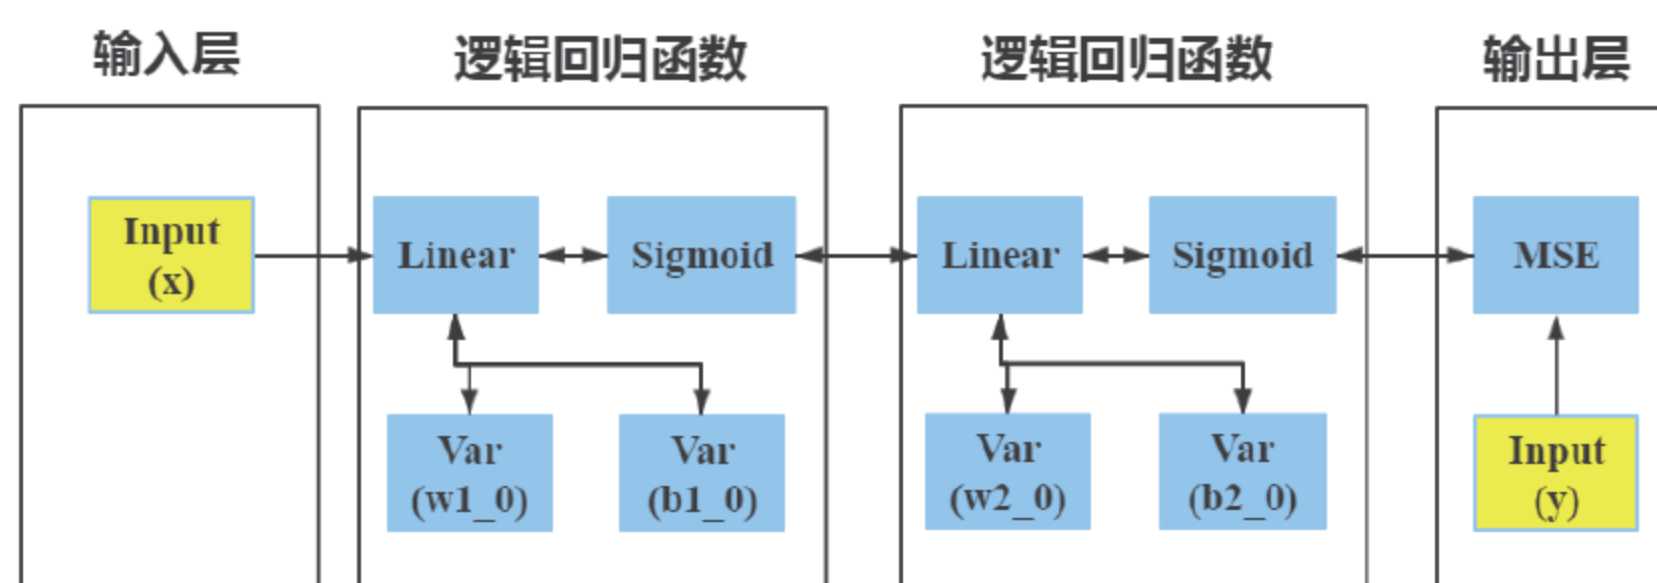 输入层
逻辑回归函数
逻辑回归函数
输出层
Input
(x)
Linear
Sigmoid
Linear
Sigmoid
MSE
Var
(w1_0)
Var
(b1_0)
Var
(w2_0)
Var
(b2_0)
Input
(y)